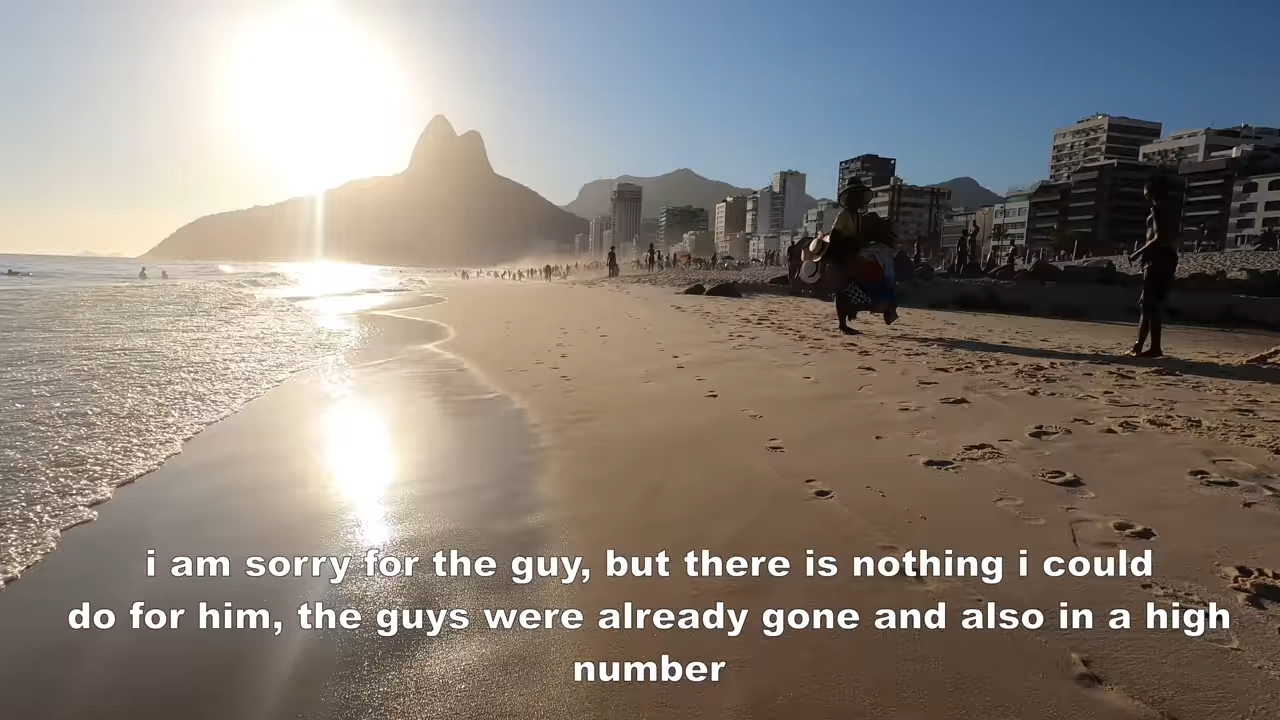 i am sorry for the guy, but there is nothing i could
do for him, the guys were already gone and also in a high
number